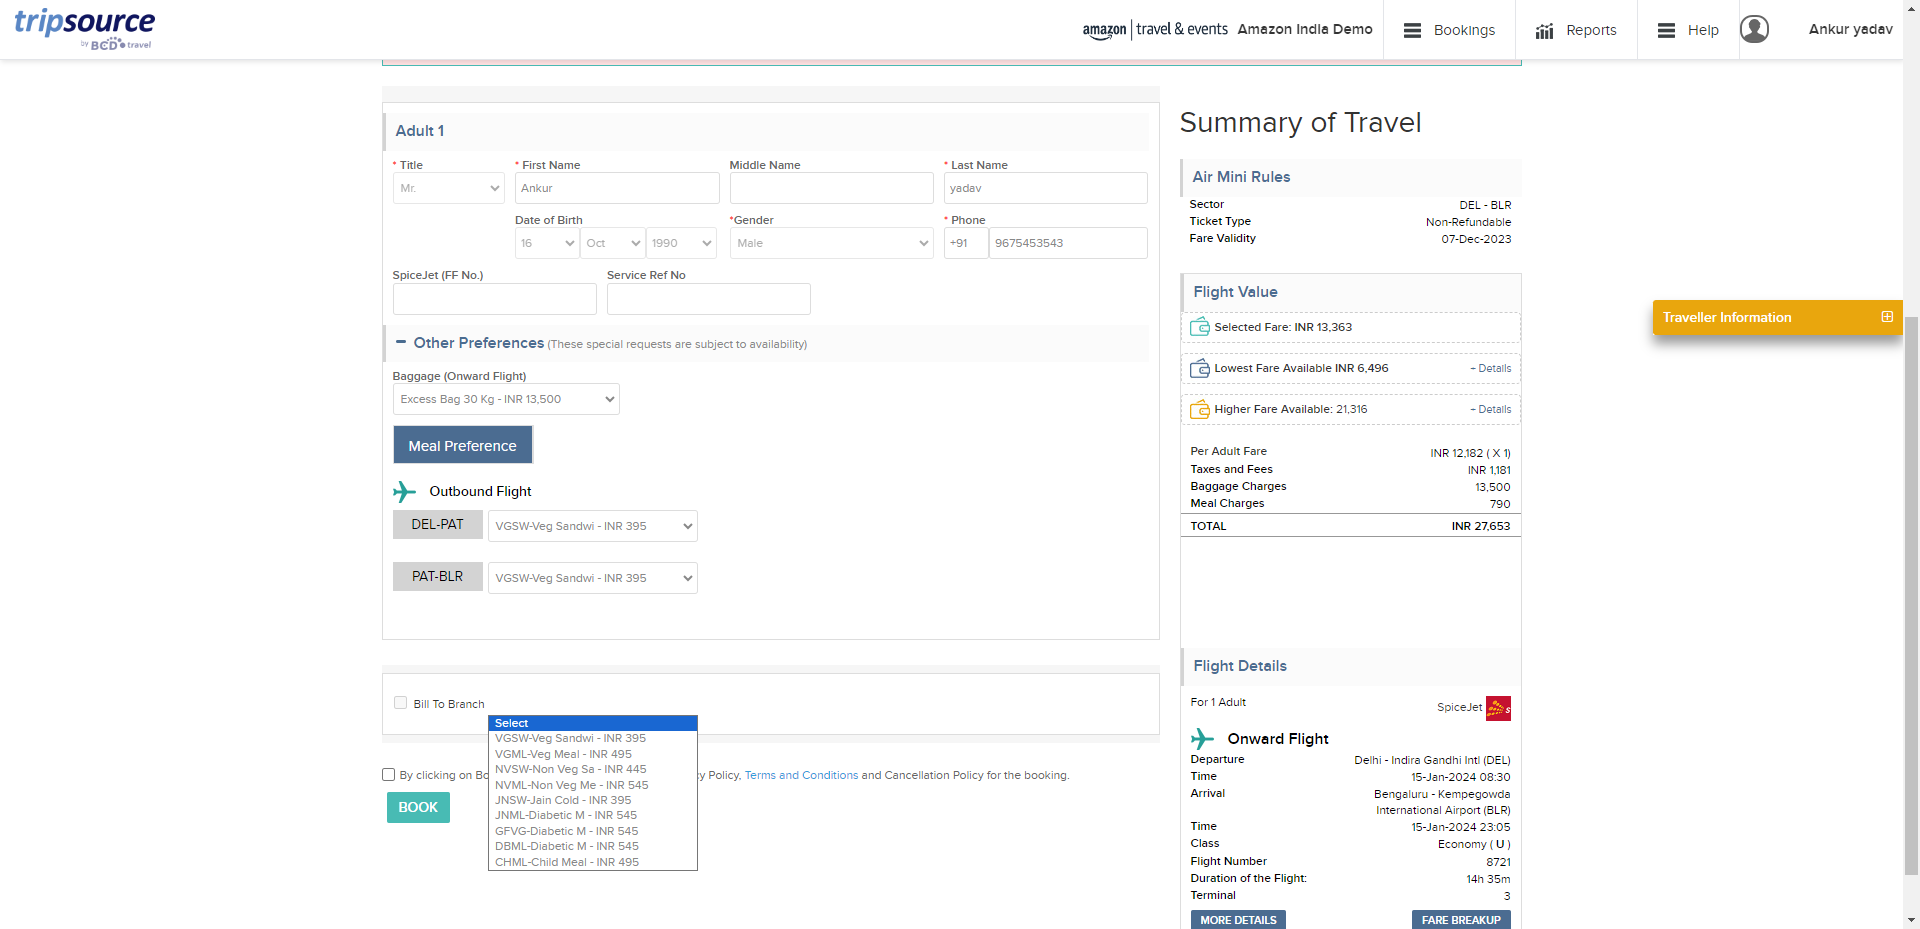 tripsource
by BCD travel
amazon | travel & events Amazon India Demo
Bookings
Reports
Help
Ankur yadav
Adult 1
* Title
* First Name
Middle Name
* Last Name
Mr.
Ankur
yadav
Date of Birth
*Gender
* Phone
16
Oct
1990
Male
+91
9675453543
SpiceJet (FF No.)
Service Ref No
Other Preferences (These special requests are subject to availability)
Baggage (Onward Flight)
Excess Bag 30 Kg - INR 13,500
Meal Preference
Outbound Flight
DEL-PAT
VGSW-Veg Sandwi - INR 395
PAT-BLR
VGSW-Veg Sandwi - INR 395
Bill To Branch
Select
VGSW-Veg Sandwi - INR 395
VGML-Veg Meal - INR 495
NVSW-Non Veg Sa - INR 445
NVML-Non Veg Me - INR 545
JNSW-Jain Cold - INR 395
JNML-Diabetic M - INR 545
GFVG-Diabetic M - INR 545
DBML-Diabetic M - INR 545
CHML-Child Meal - INR 495
By clicking on Bo
y Policy, Terms and Conditions and Cancellation Policy for the booking.
BOOK
Summary of Travel
Air Mini Rules
Sector DEL - BLR
Ticket Type Non-Refundable
Fare Validity 07-Dec-2023
Flight Value
Selected Fare: INR 13,363
Lowest Fare Available INR 6,496 + Details
Higher Fare Available: 21,316 + Details
Per Adult Fare INR 12,182 ( X 1)
Taxes and Fees INR 1,181
Baggage Charges 13,500
Meal Charges 790
TOTAL INR 27,653
Flight Details
For 1 Adult SpiceJet
Onward Flight
Departure Delhi - Indira Gandhi Intl (DEL)
Time 15-Jan-2024 08:30
Arrival Bengaluru - Kempegowda
International Airport (BLR)
Time 15-Jan-2024 23:05
Class Economy ( U )
Flight Number 8721
Duration of the Flight: 14h 35m
Terminal 3
MORE DETAILS
FARE BREAKUP
Traveller Information